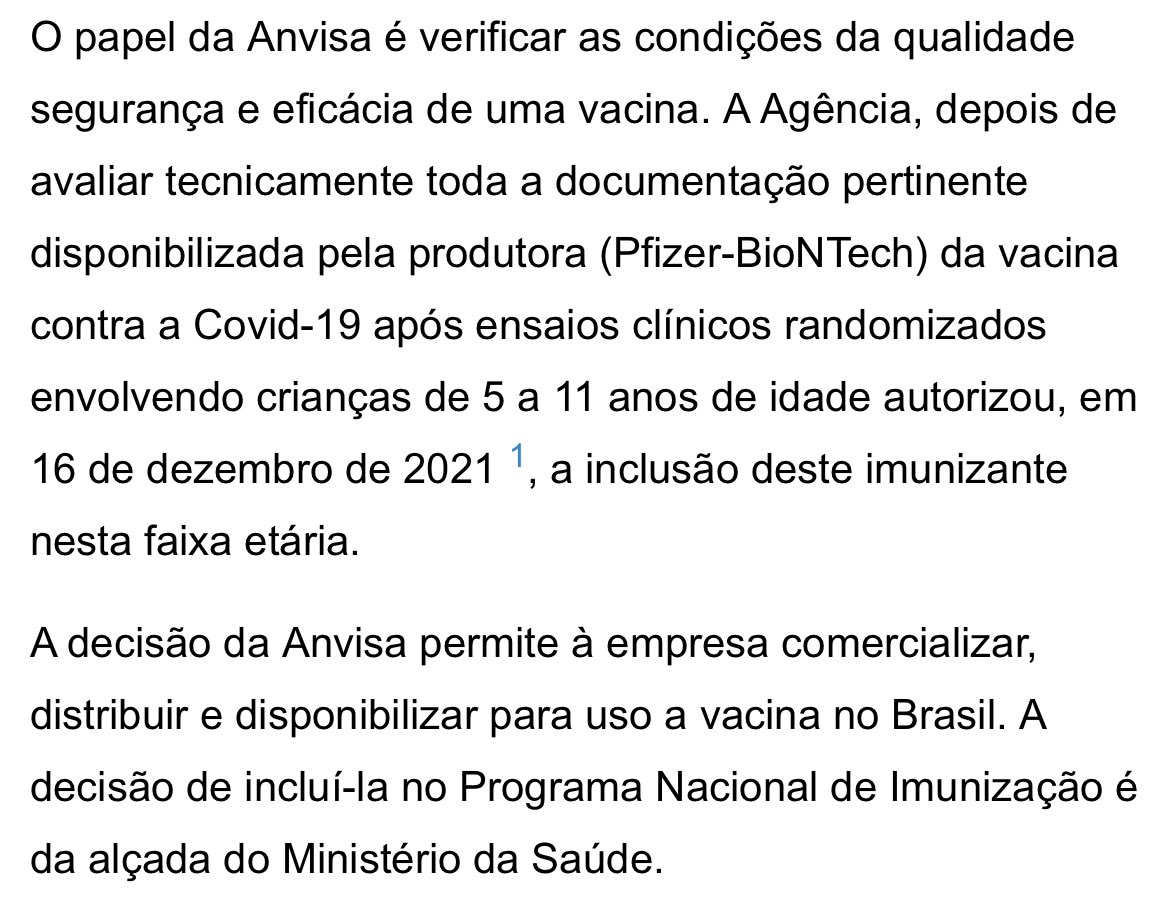 O papel da Anvisa é verificar as condições da qualidade
segurança e eficácia de uma vacina. A Agência, depois de
avaliar tecnicamente toda a documentação pertinente
disponibilizada pela produtora (Pfizer-BioNTech) da vacina
contra a Covid-19 após ensaios clínicos randomizados
envolvendo crianças de 5 a 11 anos de idade autorizou, em
16 de dezembro de 2021 1, a inclusão deste imunizante
nesta faixa etária.
A decisão da Anvisa permite à empresa comercializar,
distribuir e disponibilizar para uso a vacina no Brasil. A
decisão de incluí-la no Programa Nacional de Imunização é
da alçada do Ministério da Saúde.